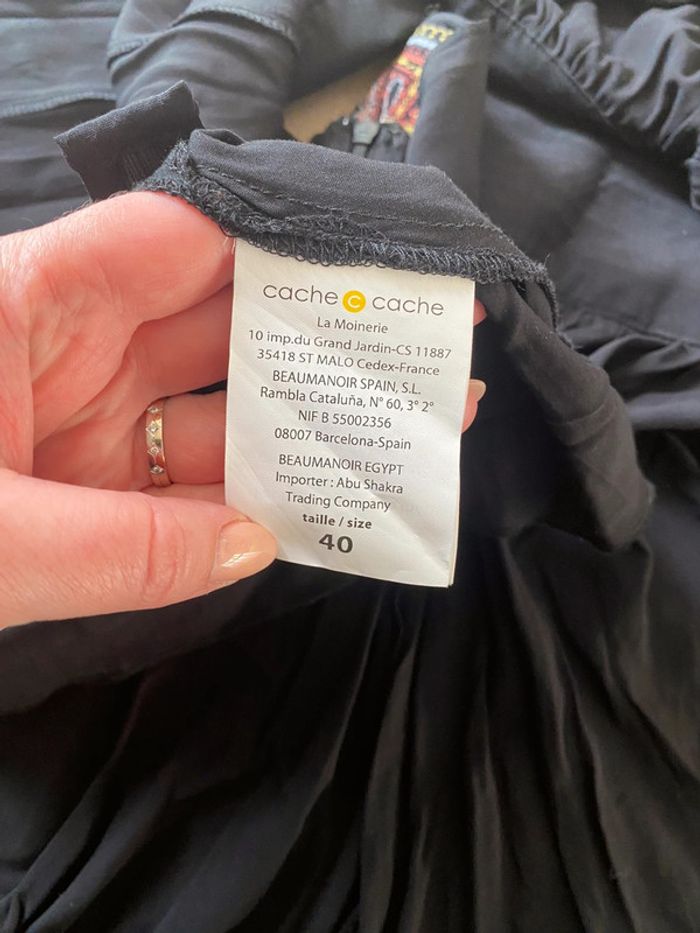 cache c cache
La Moinerie
10 imp.du Grand Jardin-CS 11887
35418 ST MALO Cedex-France
BEAUMANOIR SPAIN, S.L.
Rambla Cataluña, N° 60, 3° 2°
NIF B 55002356
08007 Barcelona-Spain
BEAUMANOIR EGYPT
Importer : Abu Shakra
Trading Company
taille / size
40